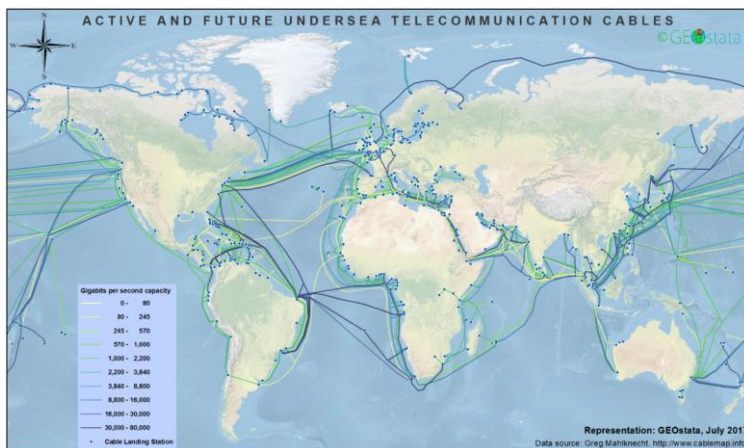 ACTIVE AND FUTURE UNDERSEA TELECOMMUNICATION CABLES
©GEOstata
N
W E
S
Gigabits per second capacity
0 - 80
80 - 245
245 - 570
570 - 1,000
1,000 - 2,200
2,200 - 3,840
3,840 - 8,800
8,800 - 16,000
16,000 - 30,000
30,000 - 80,000
Cable Landing Station
Representation: GEOstata, July 201
Data source: Greg Mahlknecht, http://www.cablemap.inf